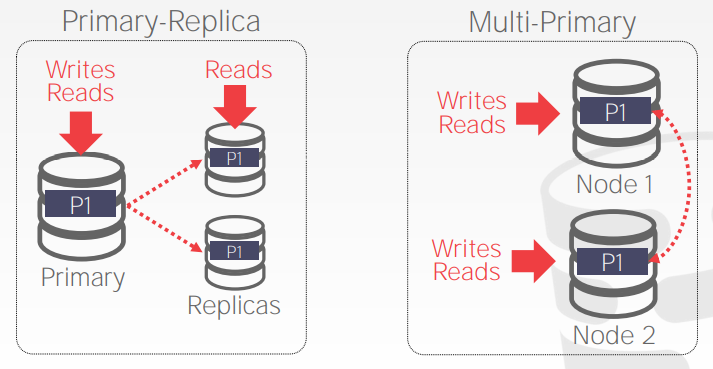 Primary-Replica
Writes
Reads
Reads
P1
P1
P1
Primary
Replicas
Multi-Primary
Writes
Reads
P1
Node 1
Writes
Reads
P1
Node 2